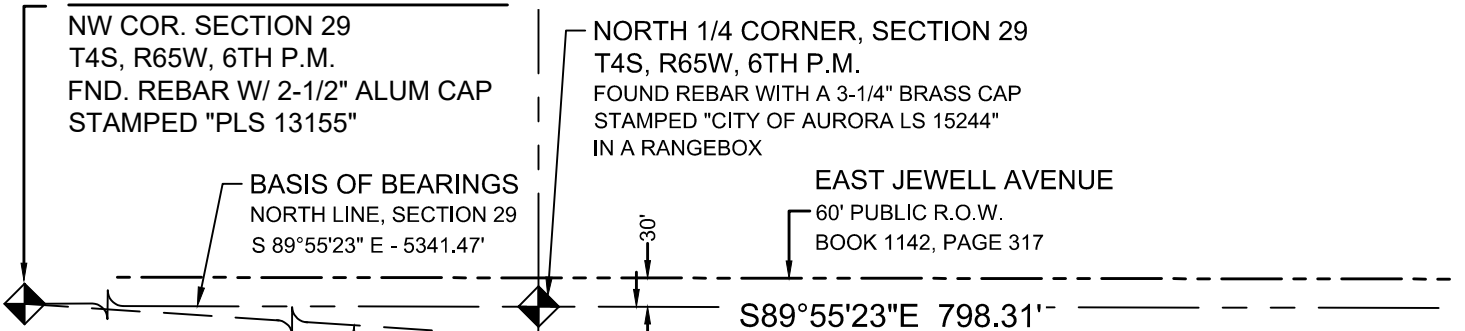 NW COR. SECTION 29
T4S, R65W, 6TH P.M.
FND. REBAR W/ 2-1/2" ALUM CAP
STAMPED "PLS 13155"
NORTH 1/4 CORNER, SECTION 29
T4S, R65W, 6TH P.M.
FOUND REBAR WITH A 3-1/4" BRASS CAP
STAMPED "CITY OF AURORA LS 15244"
IN A RANGEBOX
BASIS OF BEARINGS
NORTH LINE, SECTION 29
S 89°55'23" E - 5341.47'
30'
EAST JEWELL AVENUE
60' PUBLIC R.O.W.
BOOK 1142, PAGE 317
S89°55'23"E 798.31'